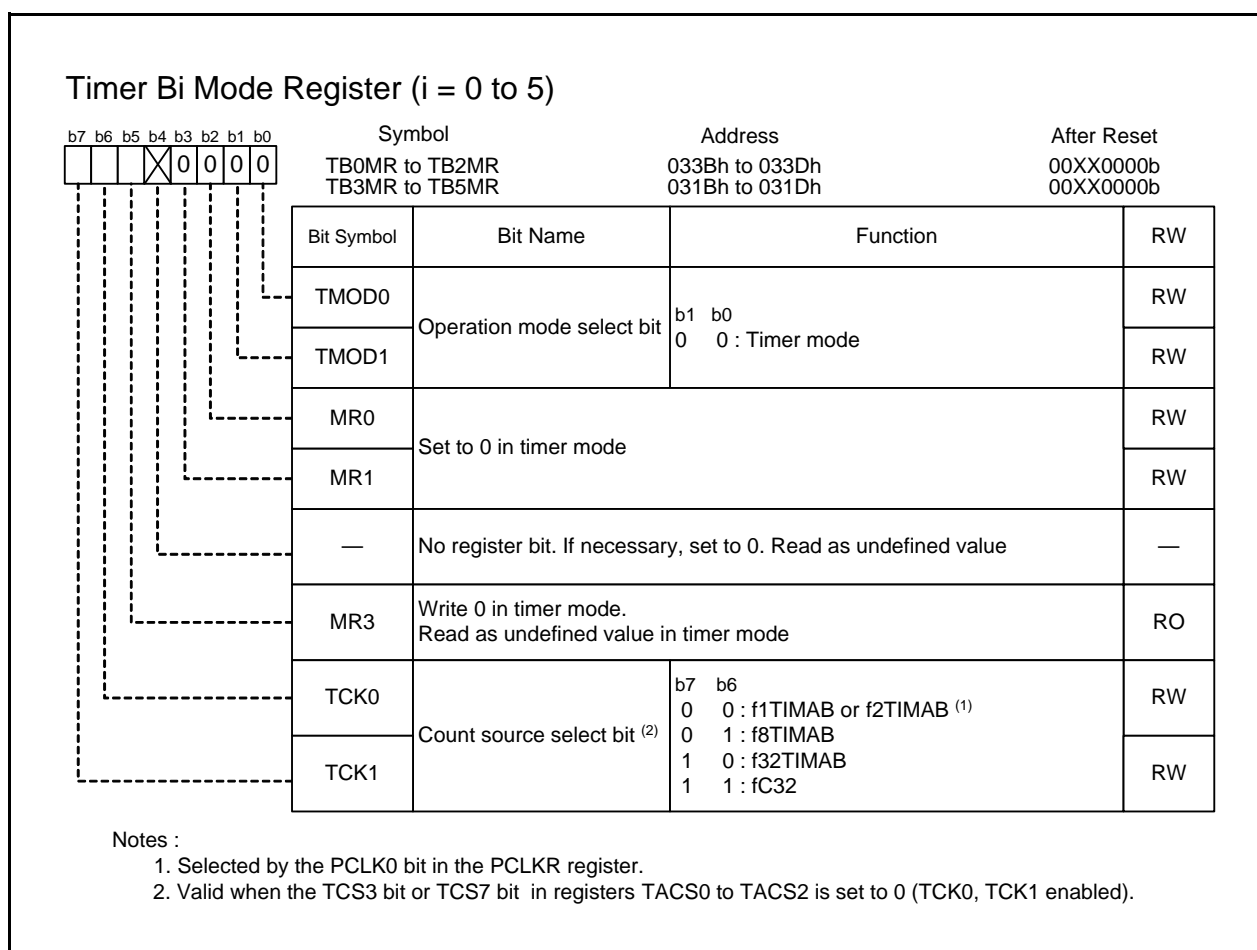 Timer Bi Mode Register (i = 0 to 5)
b7 b6 b5 b4 b3 b2 b1 b0
0 0 0 0
Symbol Address After Reset
TB0MR to TB2MR 033Bh to 033Dh 00XX0000b
TB3MR to TB5MR 031Bh to 031Dh 00XX0000b
Bit Symbol Bit Name Function RW
TMOD0 RW
Operation mode select bit
b1 b0
0 0 : Timer mode
TMOD1 RW
MR0 RW
Set to 0 in timer mode
MR1 RW
— No register bit. If necessary, set to 0. Read as undefined value —
MR3 RO
Write 0 in timer mode.
Read as undefined value in timer mode
TCK0 RW
Count source select bit (2)
b7 b6
0 0 : f1TIMAB or f2TIMAB (1)
0 1 : f8TIMAB
1 0 : f32TIMAB
1 1 : fC32
TCK1 RW
Notes :
1. Selected by the PCLK0 bit in the PCLKR register.
2. Valid when the TCS3 bit or TCS7 bit in registers TACS0 to TACS2 is set to 0 (TCK0, TCK1 enabled).